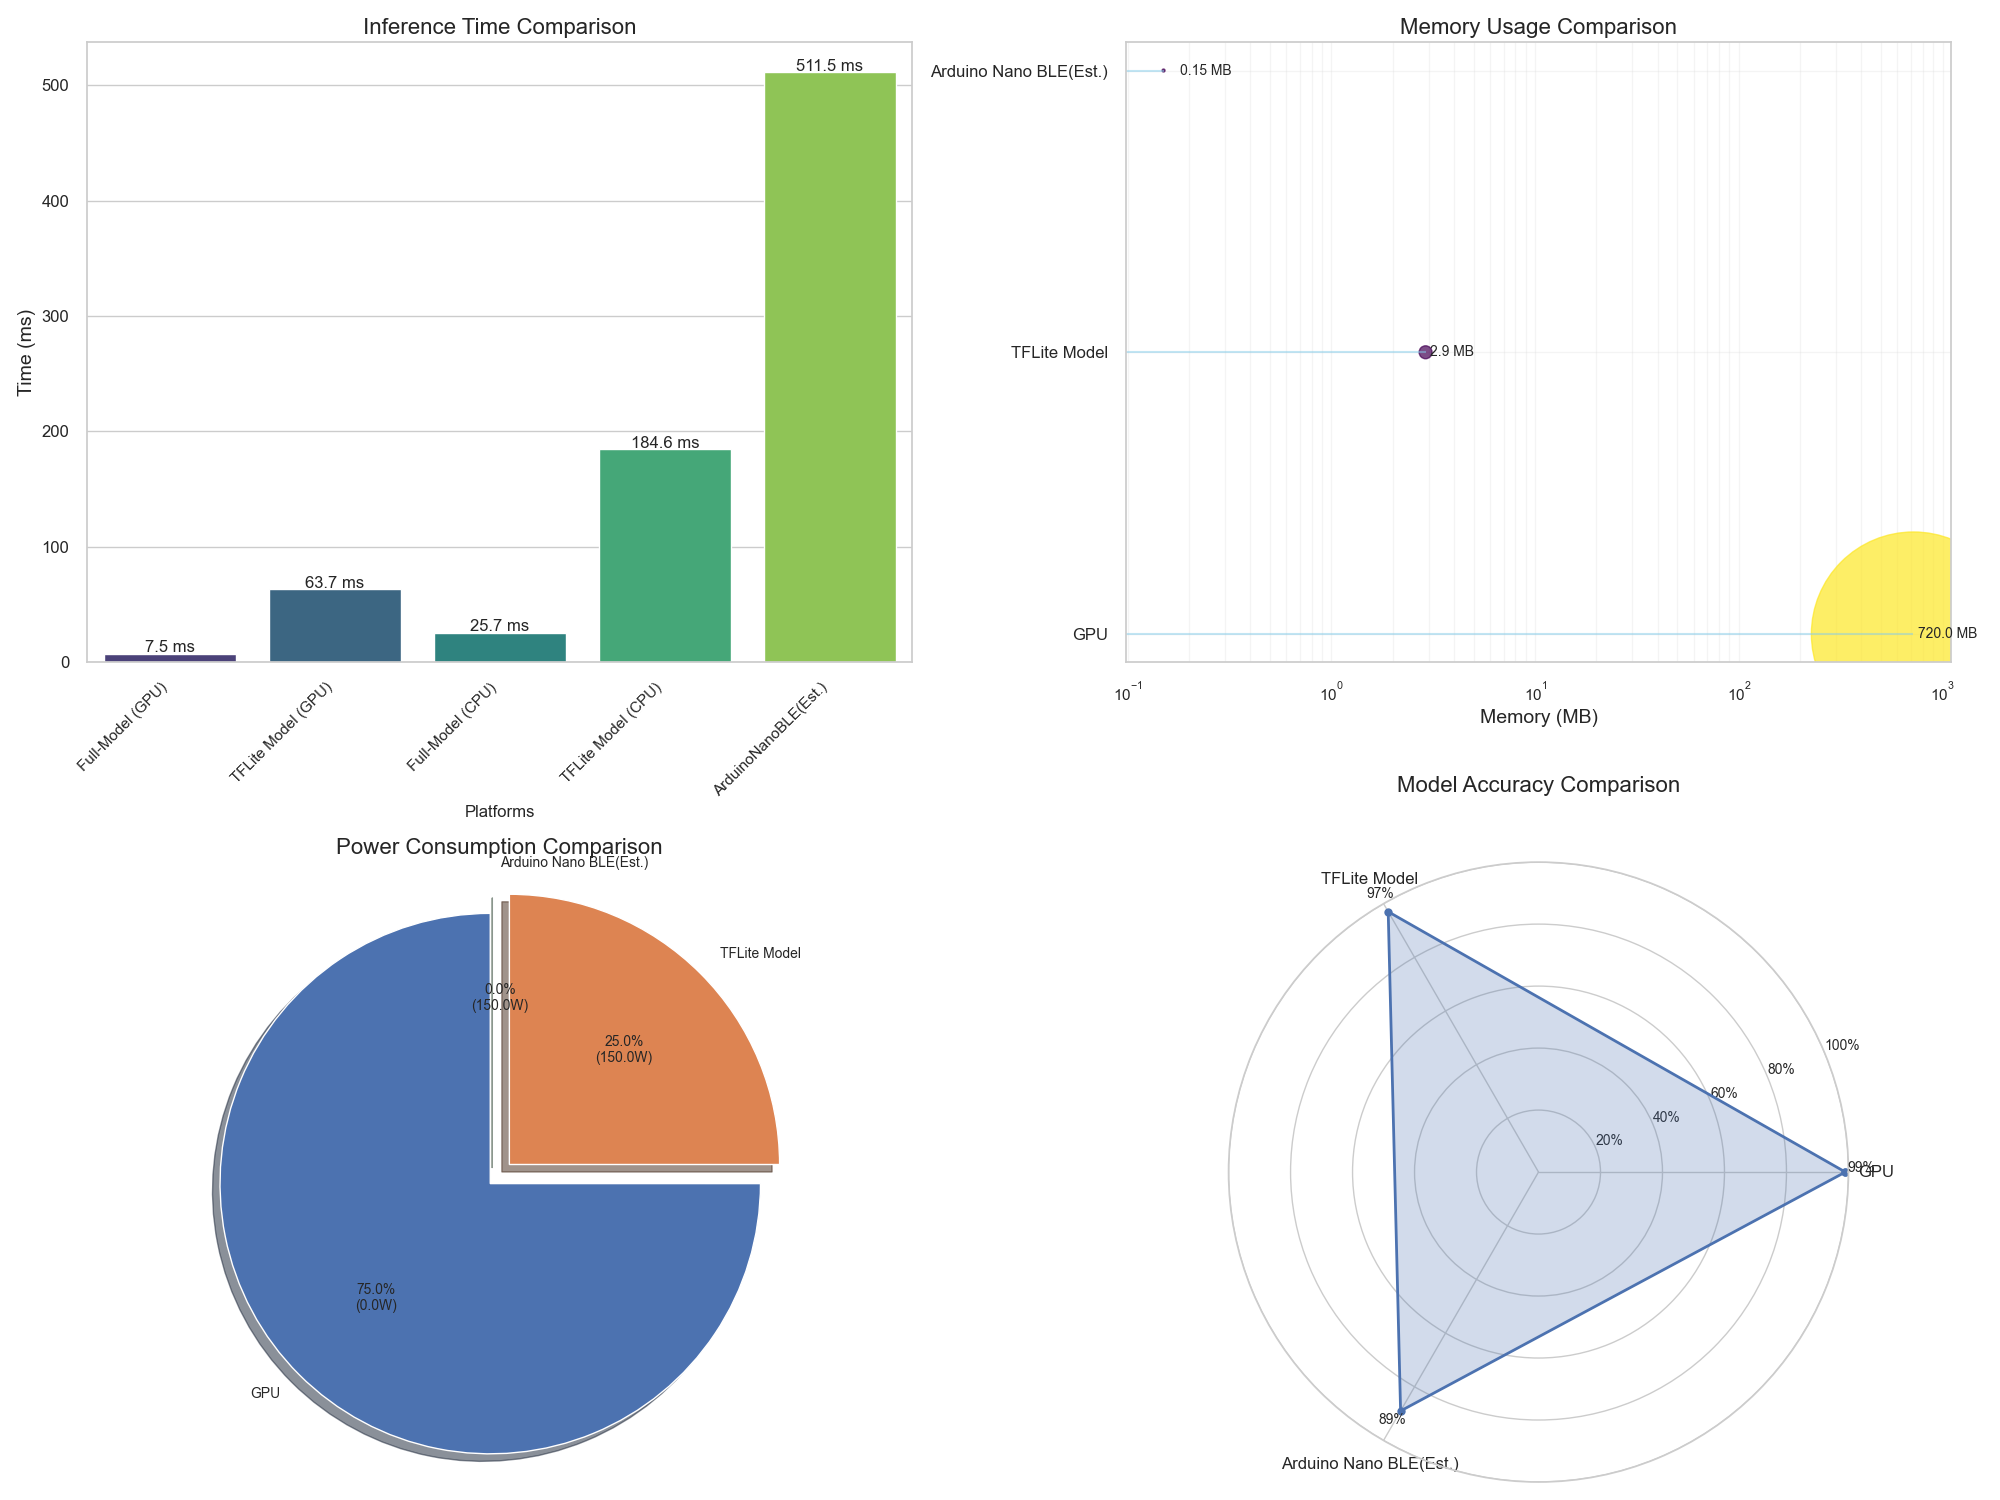 Inference Time Comparison
Time (ms)
500
400
300
200
100
0
7.5 ms
63.7 ms
25.7 ms
184.6 ms
511.5 ms
Full-Model (GPU)
TFLite Model (GPU)
Full-Model (CPU)
TFLite Model (CPU)
ArduinoNanoBLE(Est.)
Platforms
Memory Usage Comparison
Arduino Nano BLE(Est.)
0.15 MB
TFLite Model
2.9 MB
GPU
720.0 MB
10⁻¹
10⁰
10¹
10²
10³
Memory (MB)
Power Consumption Comparison
Arduino Nano BLE(Est.)
TFLite Model
0.0%
(150.0W)
25.0%
(150.0W)
75.0%
(0.0W)
GPU
Model Accuracy Comparison
TFLite Model
97%
100%
80%
60%
40%
20%
99%
GPU
89%
Arduino Nano BLE(Est.)